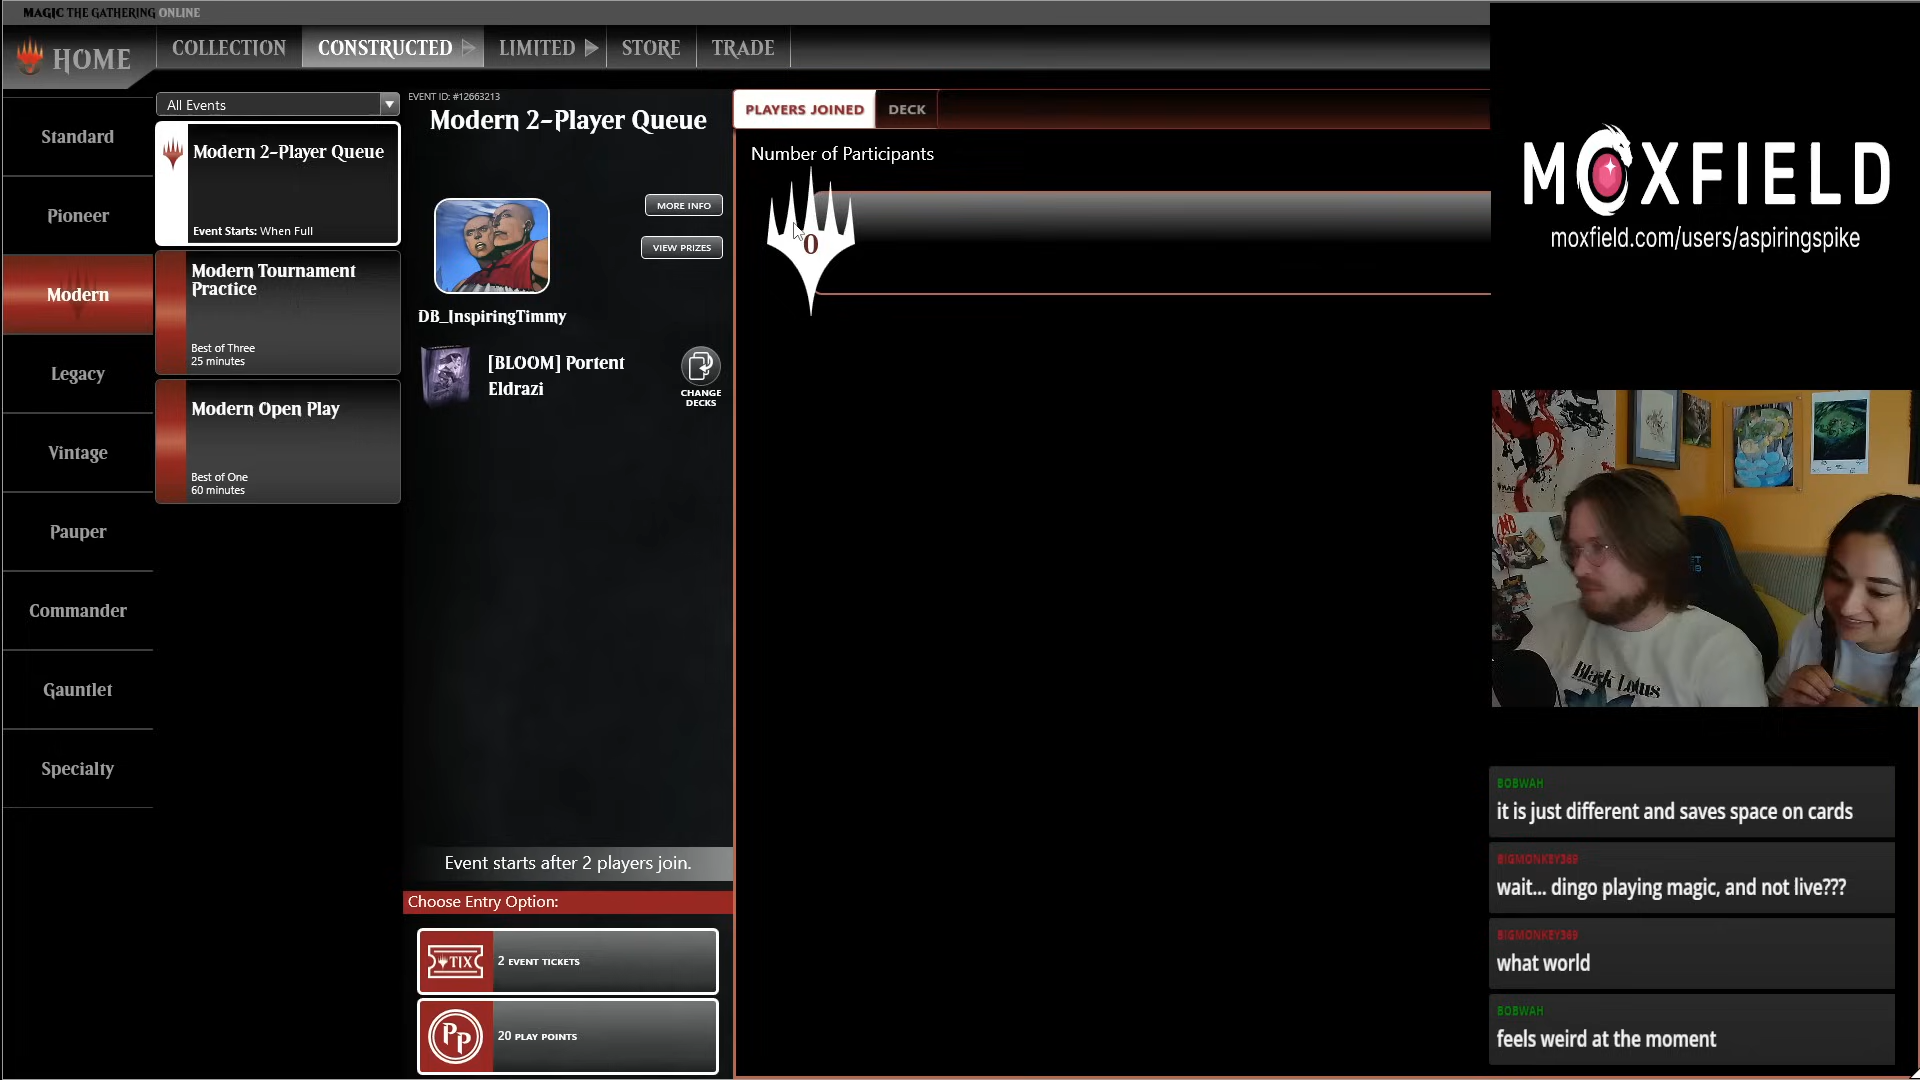 MAGIC THE GATHERING ONLINE
HOME
COLLECTION
CONSTRUCTED
LIMITED
STORE
TRADE
Standard
Pioneer
Modern
Legacy
Vintage
Pauper
Commander
Gauntlet
Specialty
All Events
Modern 2-Player Queue
Event Starts: When Full
Modern Tournament
Practice
Best of Three
25 minutes
Modern Open Play
Best of One
60 minutes
EVENT ID: #12663213
Modern 2-Player Queue
MORE INFO
VIEW PRIZES
DB_InspiringTimmy
[BLOOM] Portent
Eldrazi
CHANGE
DECKS
Event starts after 2 players join.
Choose Entry Option:
TIX
2 EVENT TICKETS
PP
20 PLAY POINTS
PLAYERS JOINED
DECK
Number of Participants
0
MOXFIELD
moxfield.com/users/aspiringspike
Black Lotus
BOBWAH
it is just different and saves space on cards
BIGMONKEY369
wait... dingo playing magic, and not live???
BIGMONKEY369
what world
BOBWAH
feels weird at the moment